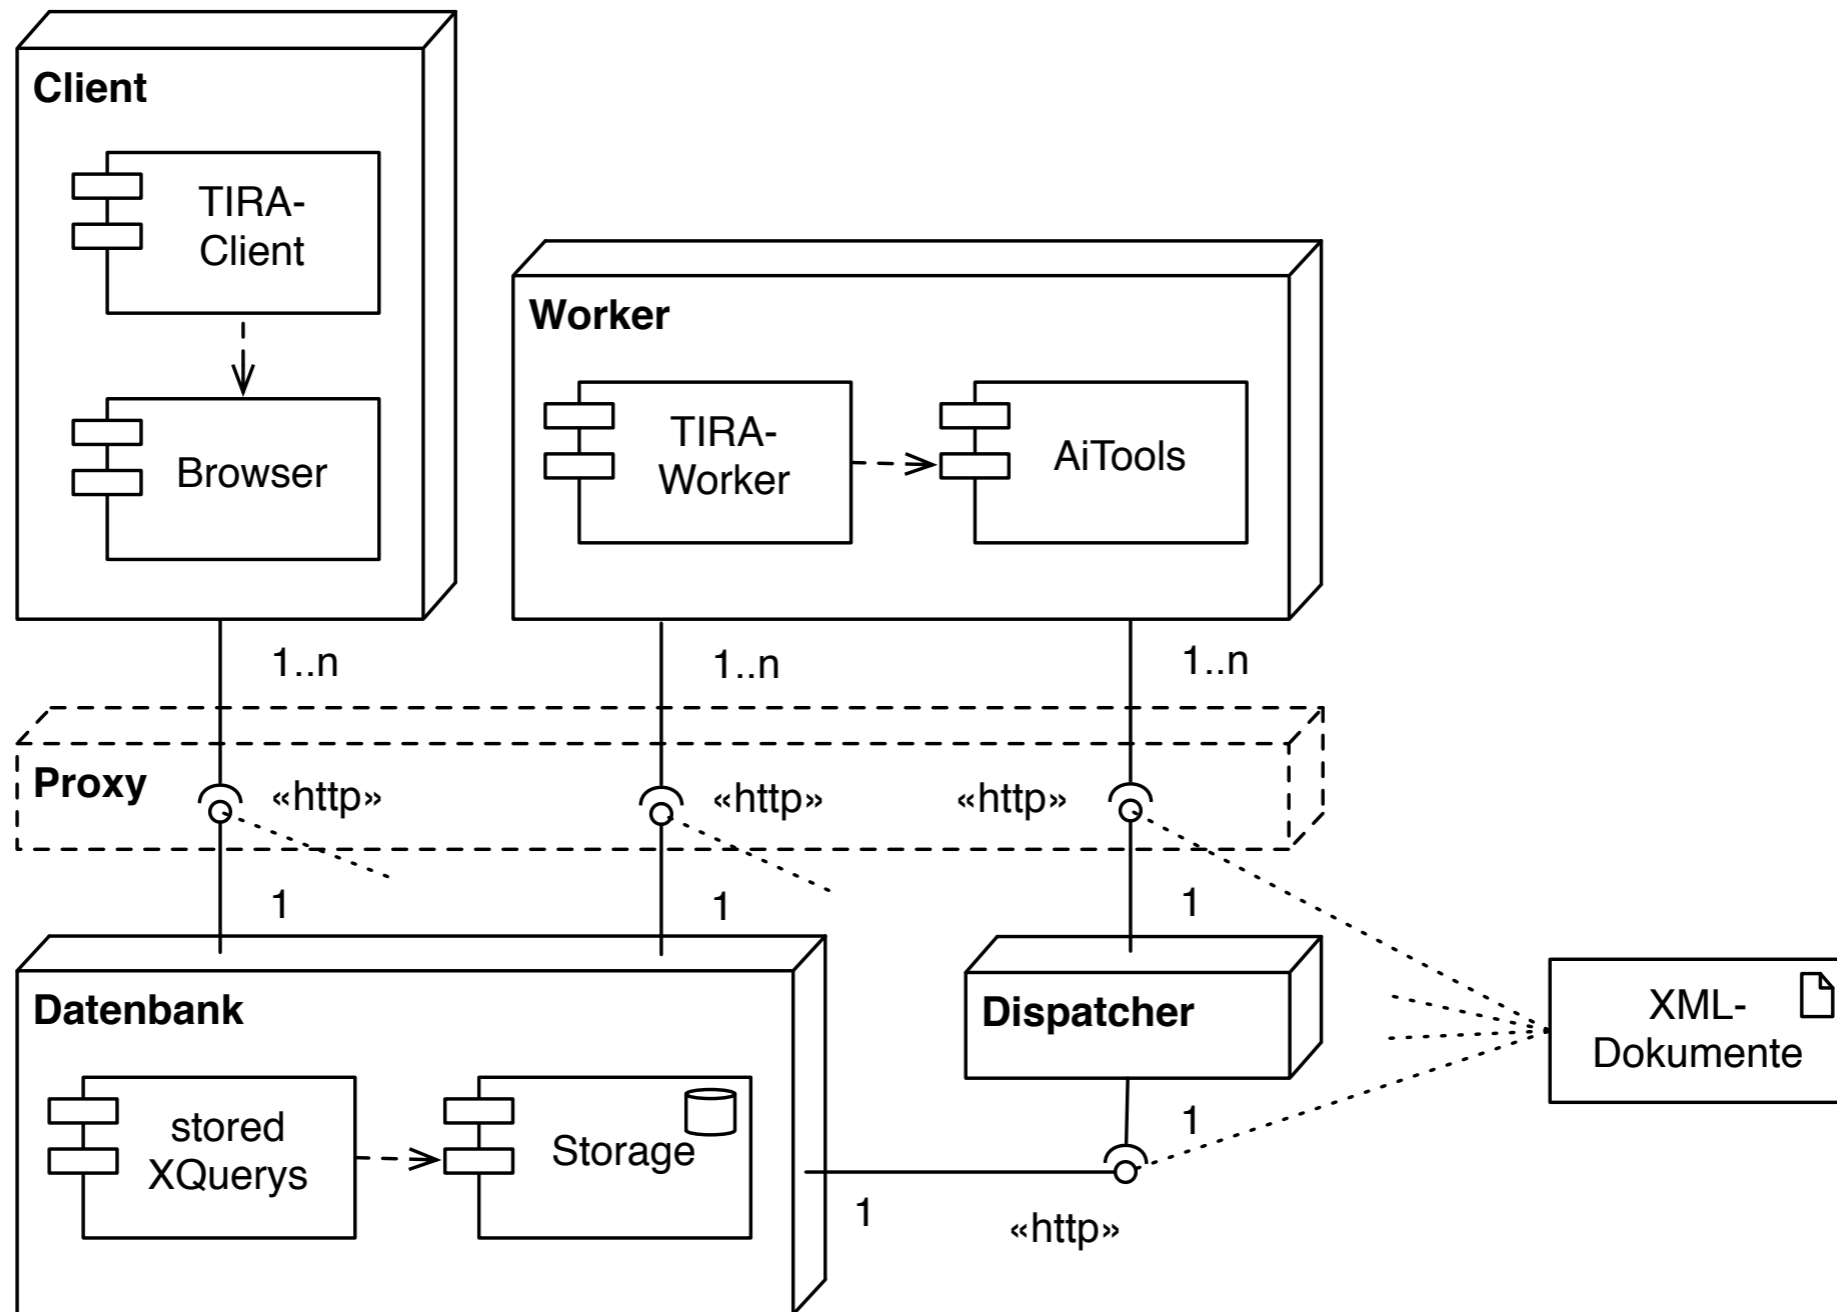 Client
TIRA-
Client
Browser
Worker
TIRA-
Worker
AiTools
1..n
1..n
1..n
Proxy
«http»
«http»
«http»
1
1
1
Datenbank
stored
XQuerys
Storage
Dispatcher
1
1
«http»
XML-
Dokumente